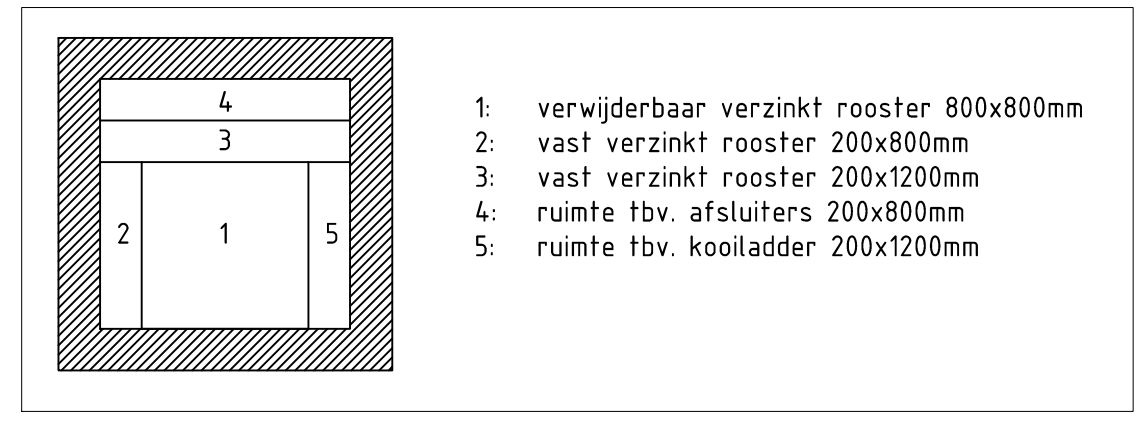 4
3
2 1 5
1: verwijderbaar verzinkt rooster 800x800mm
2: vast verzinkt rooster 200x800mm
3: vast verzinkt rooster 200x1200mm
4: ruimte tbv. afsluiters 200x800mm
5: ruimte tbv. kooiladder 200x1200mm